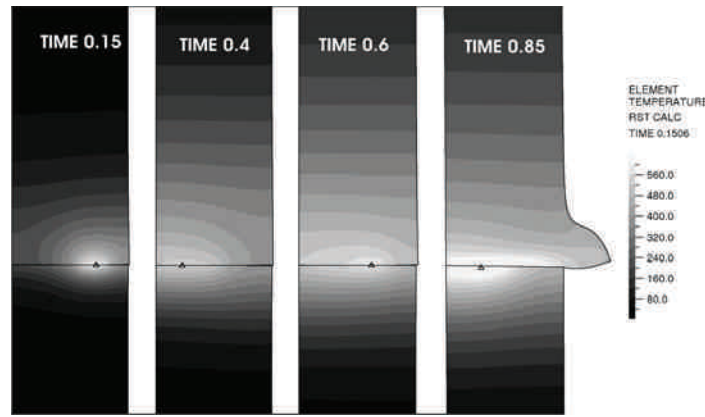 TIME 0.15
TIME 0.4
TIME 0.6
TIME 0.85
ELEMENT
TEMPERATURE
RST CALC
TIME 0.1506
560.0
480.0
400.0
320.0
240.0
160.0
80.0